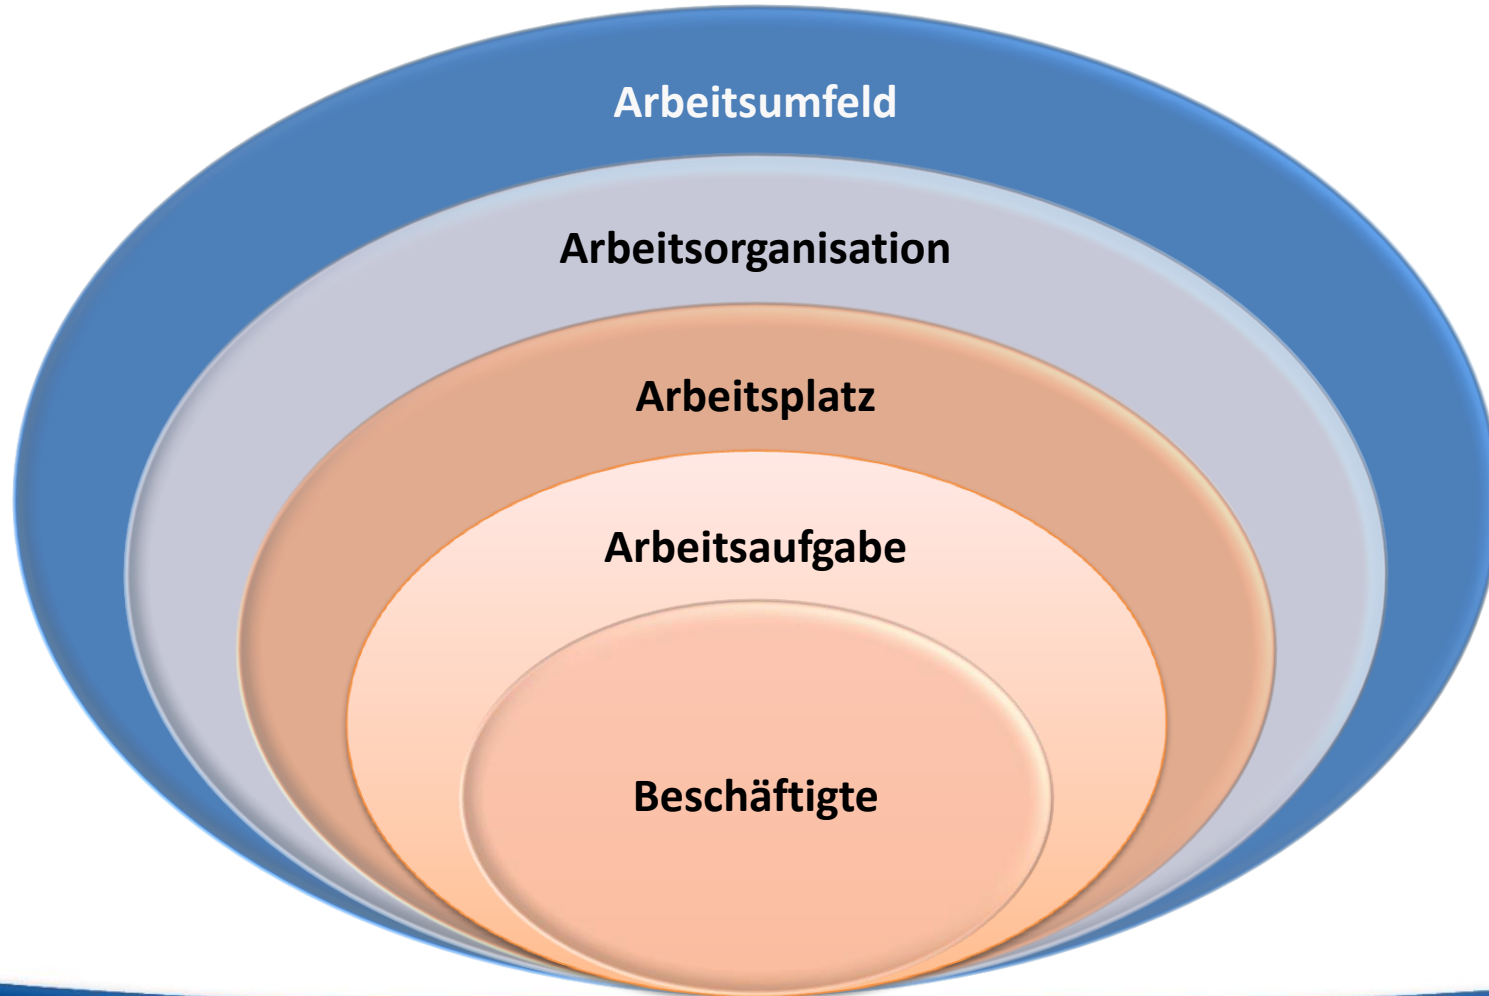 Arbeitsumfeld
Arbeitsorganisation
Arbeitsplatz
Arbeitsaufgabe
Beschäftigte